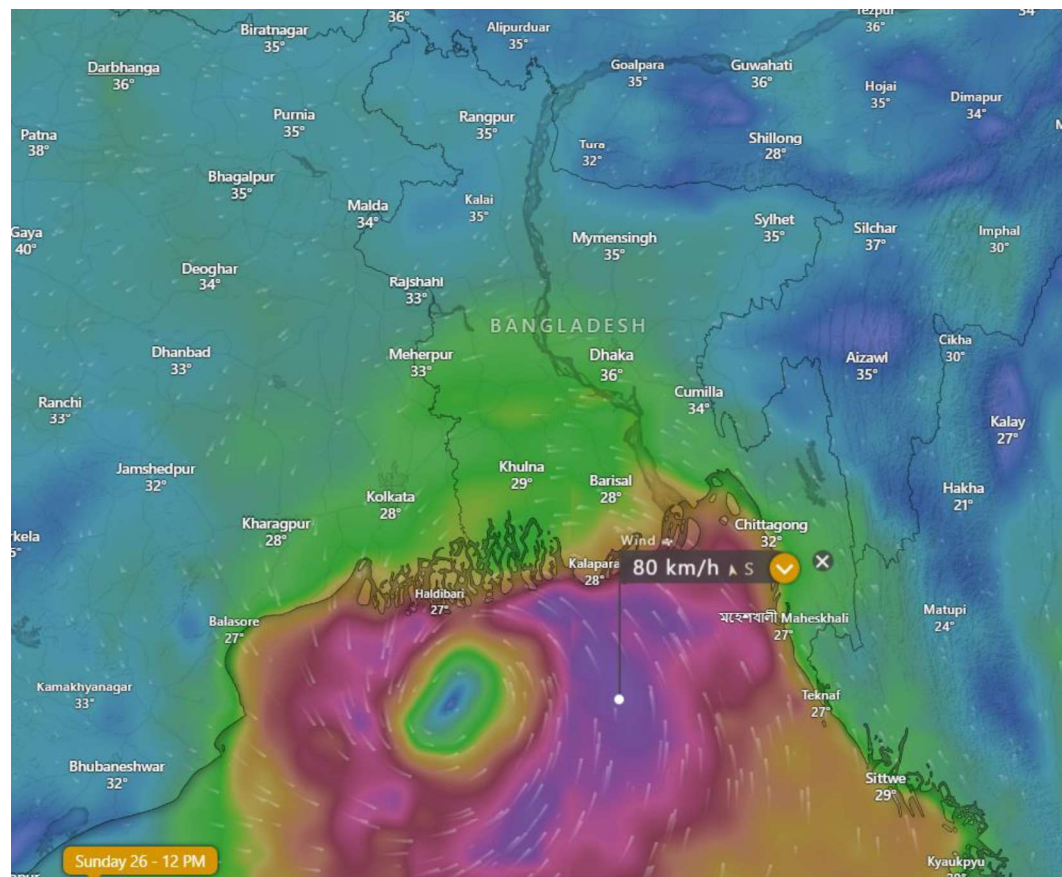 36°
Alipurduar
35°
Tezpur
36°
34°
Biratnagar
35°
Darbhanga
36°
Goalpara
35°
Guwahati
36°
Hojai
35°
Dimapur
34°
Purnia
35°
Rangpur
35°
Patna
38°
Tura
32°
Shillong
28°
Bhagalpur
35°
Malda
34°
Kalai
35°
Gaya
40°
Mymensingh
35°
Sylhet
35°
Silchar
37°
Imphal
30°
Deoghar
34°
Rajshahi
33°
BANGLADESH
Dhanbad
33°
Meherpur
33°
Dhaka
36°
Aizawl
35°
Cikha
30°
Ranchi
33°
Cumilla
34°
Kalay
27°
Jamshedpur
32°
Khulna
29°
Barisal
28°
Kolkata
28°
Hakha
21°
Kharagpur
28°
Chittagong
32°
rkela
Wind
80 km/h S
Kalapara
28°
Haldibari
27°
Balasore
27°
মহেশখালী Maheskhali
27°
Matupi
24°
Kamakhyanagar
33°
Teknaf
27°
Bhubaneshwar
32°
Sittwe
29°
Sunday 26 - 12 PM
Kyaukpyu